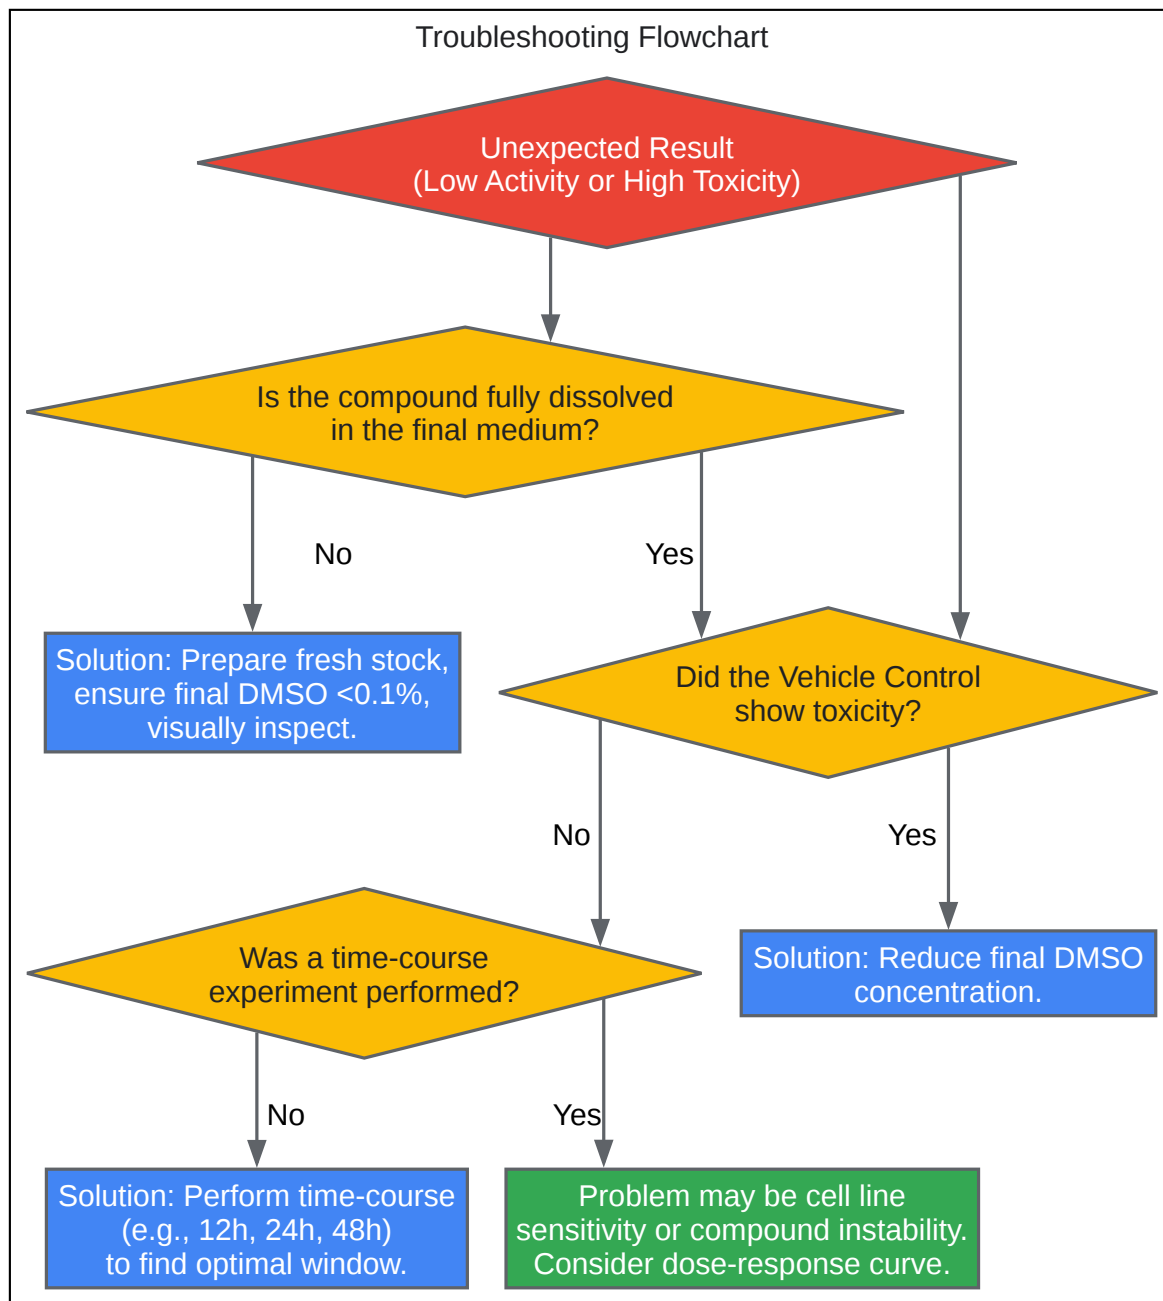 Troubleshooting Flowchart
Unexpected Result
(Low Activity or High Toxicity)
Is the compound fully dissolved
in the final medium?
No
Yes
Solution: Prepare fresh stock,
ensure final DMSO <0.1%,
visually inspect.
Did the Vehicle Control
show toxicity?
No
Yes
Was a time-course
experiment performed?
Solution: Reduce final DMSO
concentration.
No
Yes
Solution: Perform time-course
(e.g., 12h, 24h, 48h)
to find optimal window.
Problem may be cell line
sensitivity or compound instability.
Consider dose-response curve.